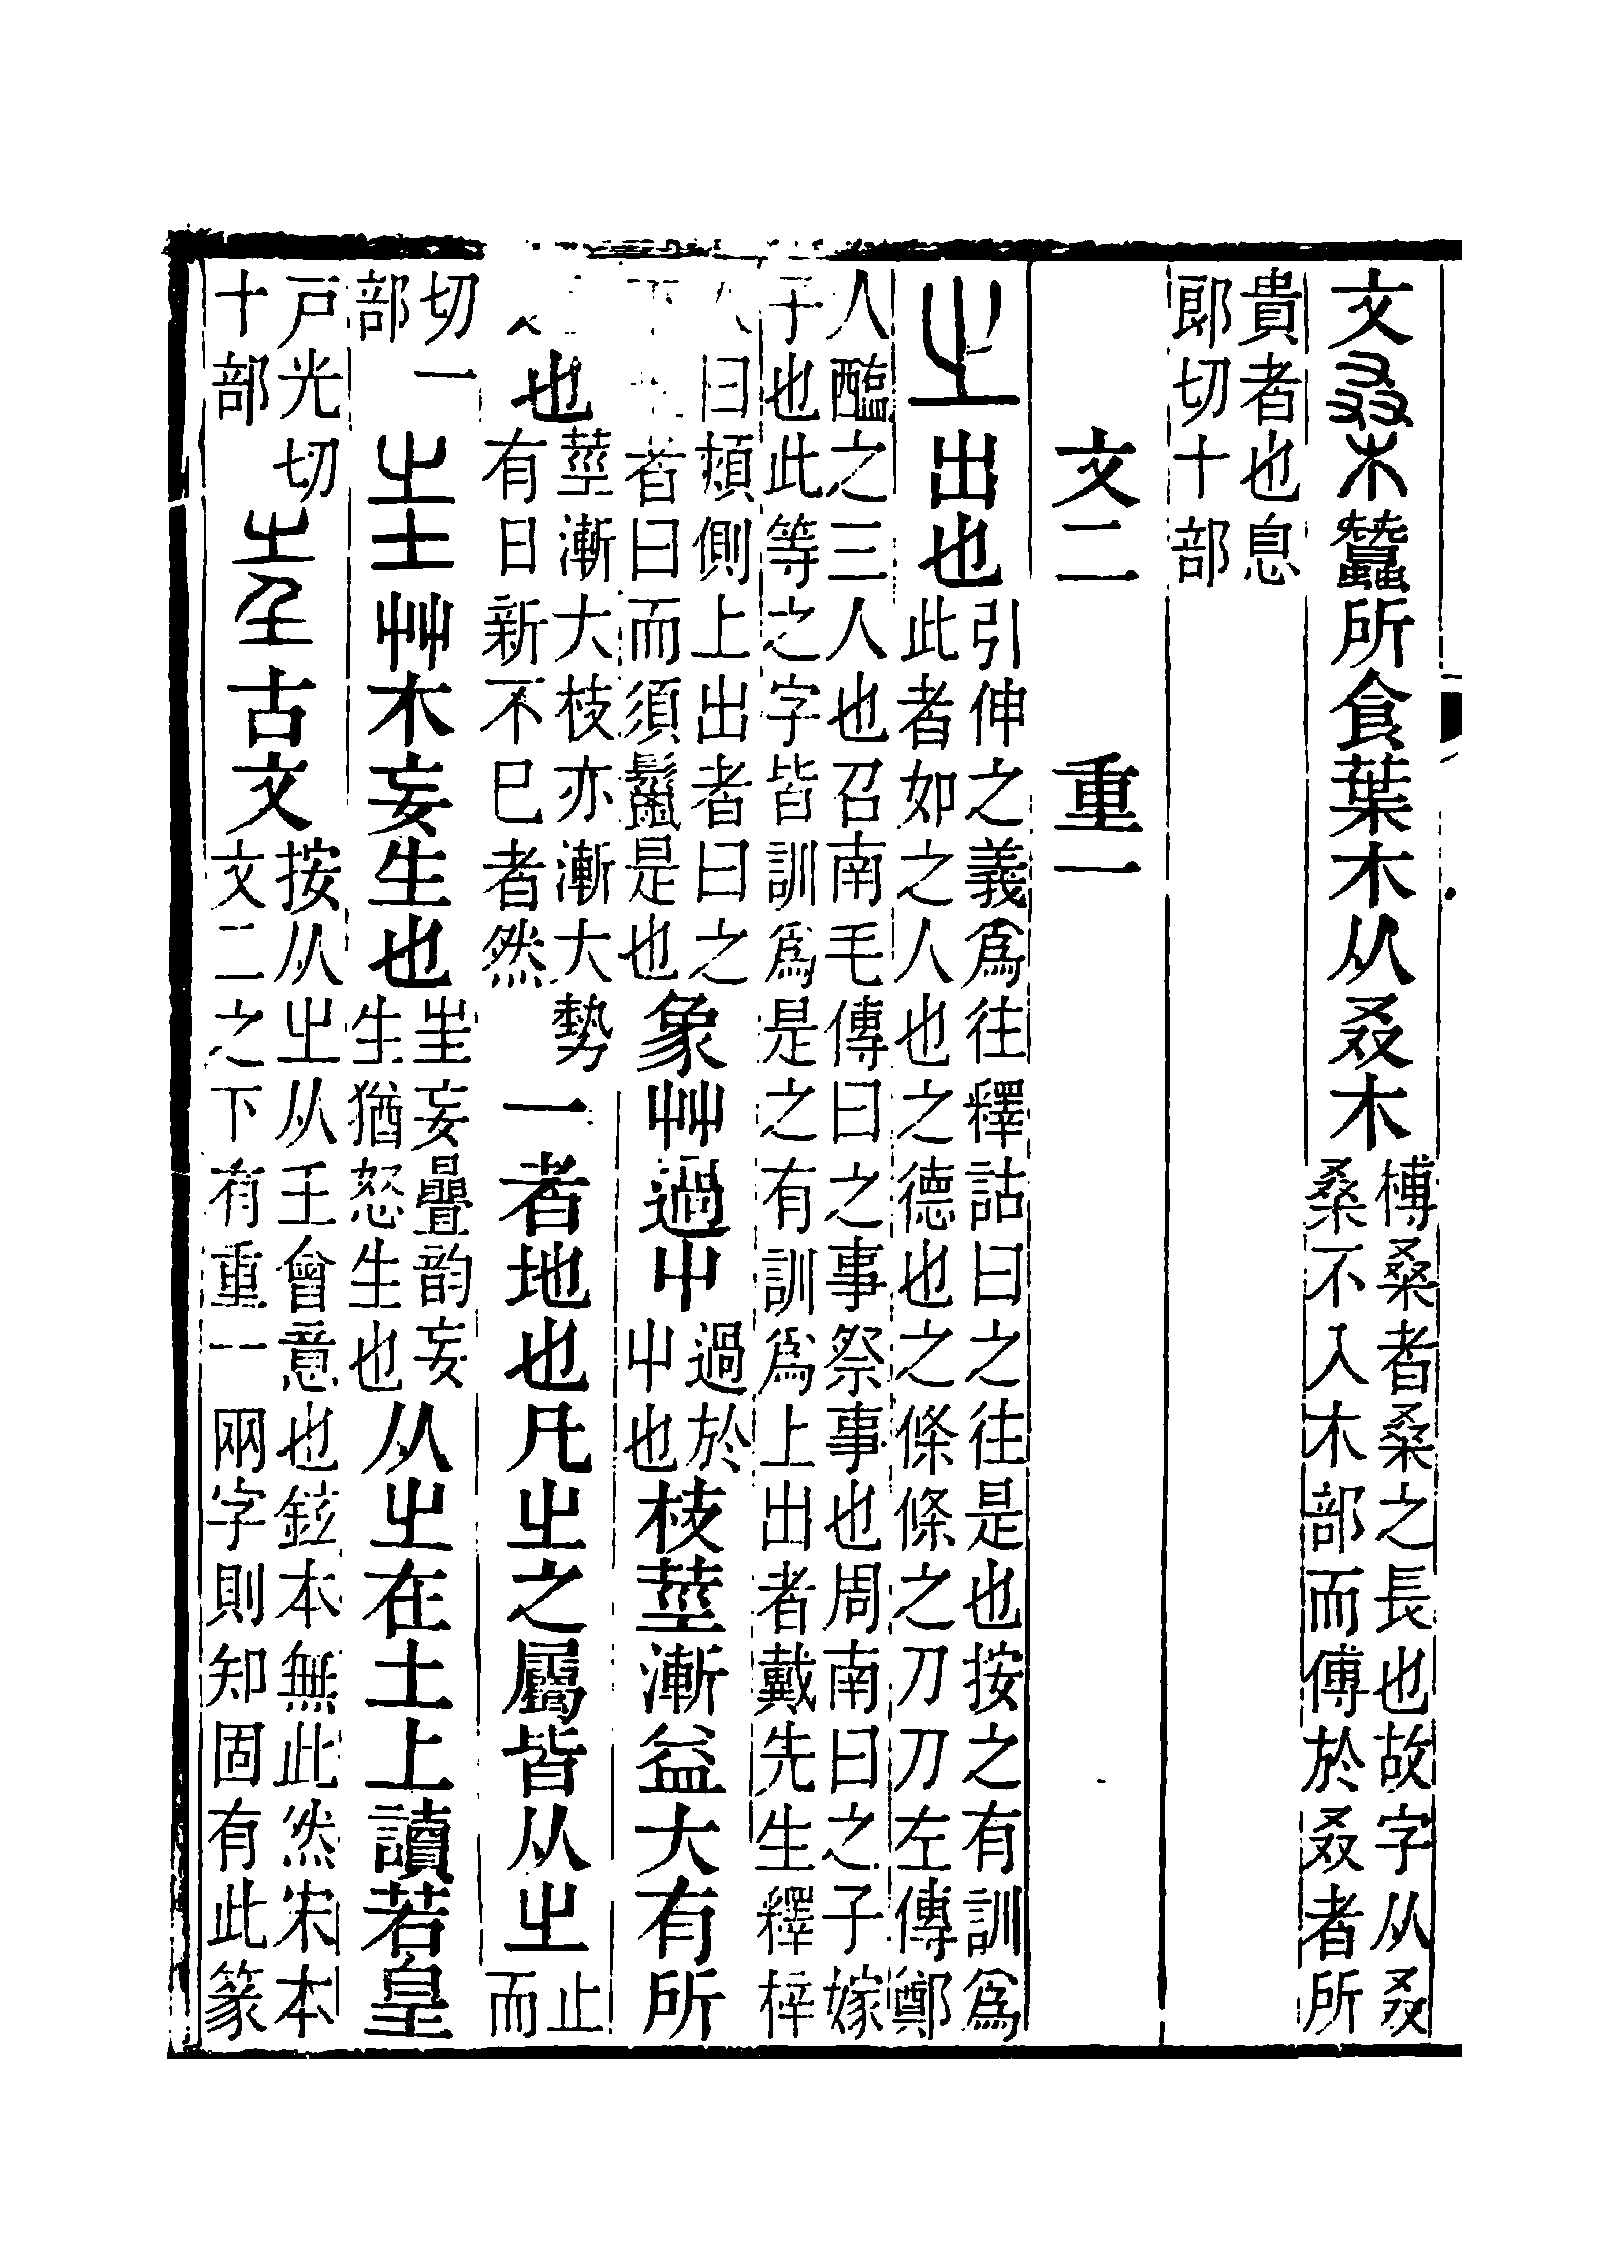 文桑蠶所食葉木从叒木榑桑者桑之長也故字从叒桑不入木部而傅於叒者所
貴者也息郎切十部
文二 重一
㞢出也引伸之義爲往釋詁曰之往是也按之有訓爲此者如之人也之德也之條條之刀刀左傳鄭
人醢之三人也召南毛傳曰之事祭事也周南曰之子嫁子也此等之字皆訓爲是之有訓爲上出者戴先生釋梓
人曰頰側上出者曰之者曰而須鬣是也象艸過屮過於屮也枝莖漸益大有所
也莖漸大枝亦漸大勢有日新不已者然一者地也凡㞢之屬皆从㞢止而
切一部㞷艸木妄生也㞷妄疊韵妄生猶怒生也从㞢在土上讀若皇
戶光切十部𡴓古文按从㞢从王會意也鉉本無此然宋本文二之下有重一兩字則知固有此篆